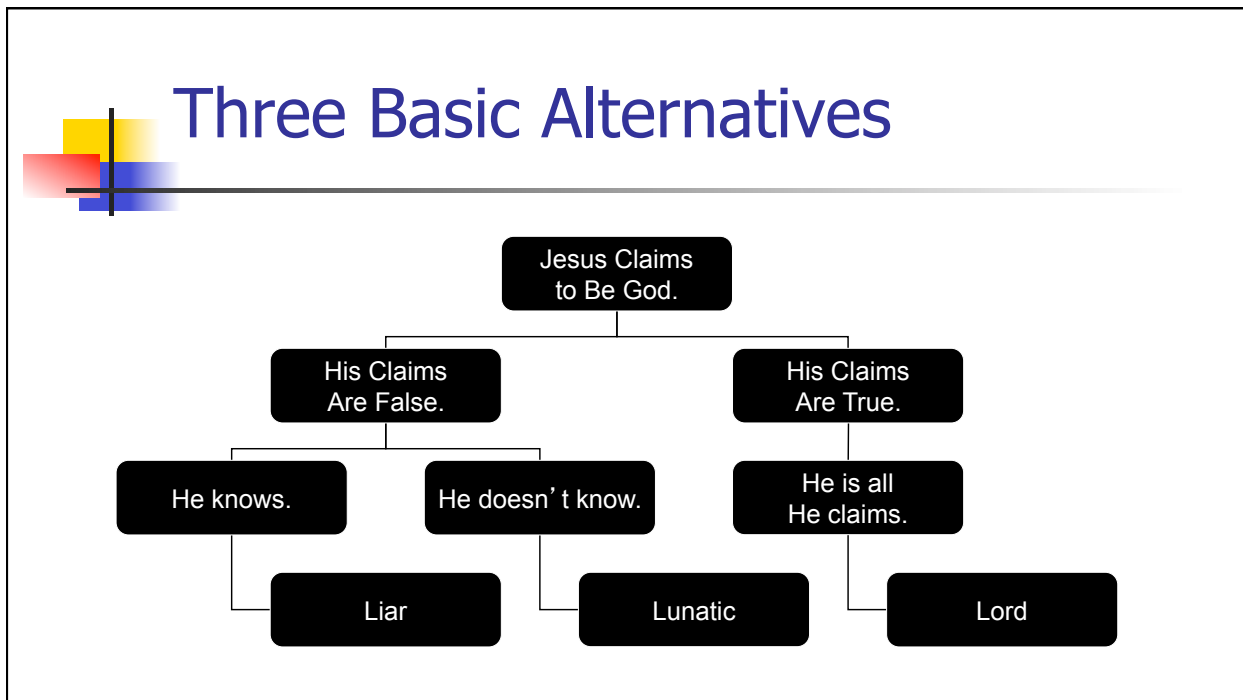 Three Basic Alternatives
Jesus Claims
to Be God.
His Claims
Are False.
His Claims
Are True.
He knows.
He doesn’t know.
He is all
He claims.
Liar
Lunatic
Lord